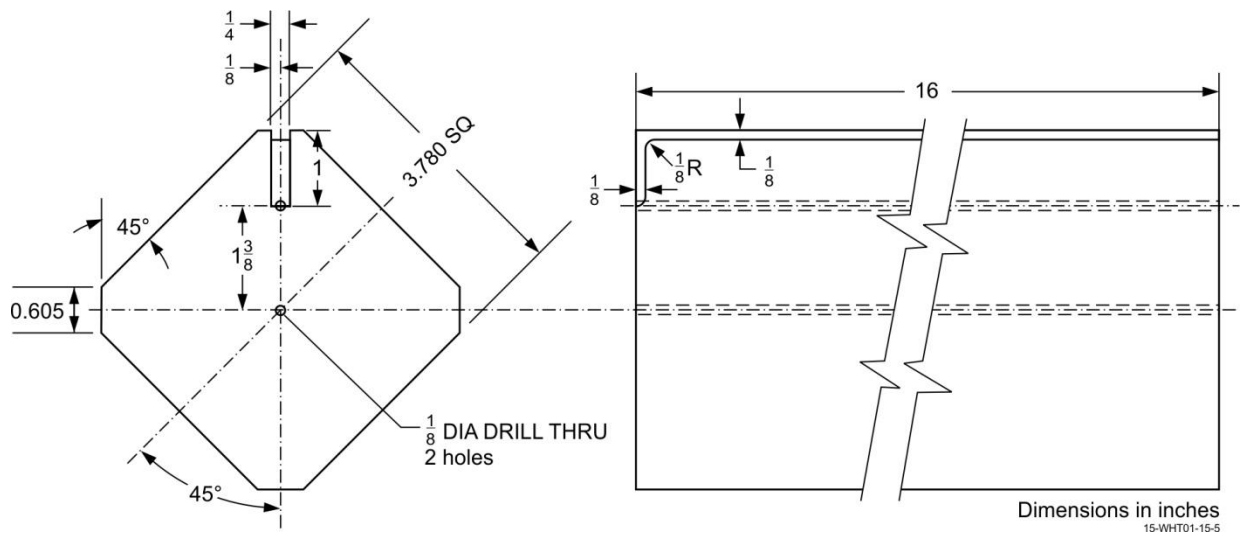 1/4
1/8
3.780 SQ
1
45°
1 3/8
0.605
45°
1/8 DIA DRILL THRU
2 holes
16
1/8
1/8R
1/8
Dimensions in inches
15-WHT01-15-5